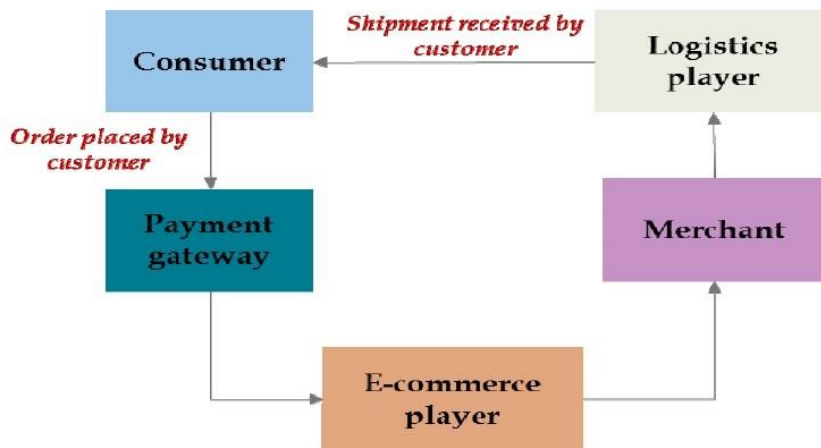 Consumer
Shipment received by
customer
Logistics
player
Order placed by
customer
Payment
gateway
Merchant
E-commerce
player